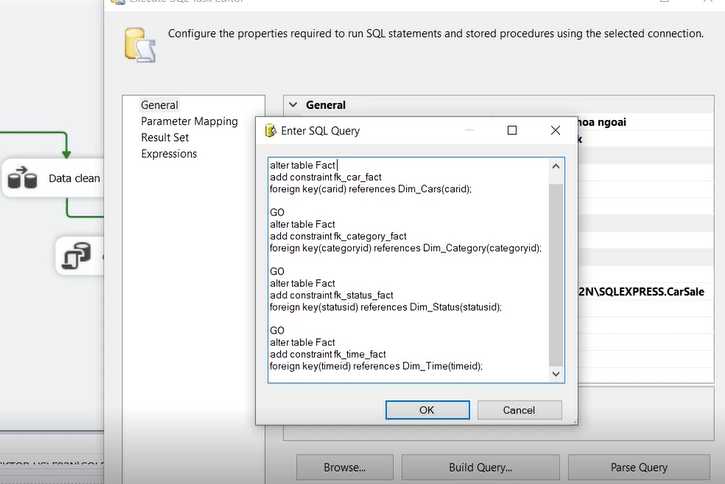 Execute SQL Task Editor
Configure the properties required to run SQL statements and stored procedures using the selected connection.
General
Parameter Mapping
Result Set
Expressions
General
hoa ngoai
k
Data clean
Enter SQL Query
alter table Fact
add constraint fk_car_fact
foreign key(carid) references Dim_Cars(carid);
GO
alter table Fact
add constraint fk_category_fact
foreign key(categoryid) references Dim_Category(categoryid);
GO
alter table Fact
add constraint fk_status_fact
foreign key(statusid) references Dim_Status(statusid);
GO
alter table Fact
add constraint fk_time_fact
foreign key(timeid) references Dim_Time(timeid);
2N\SQLEXPRESS.CarSale
OK
Cancel
Browse...
Build Query...
Parse Query